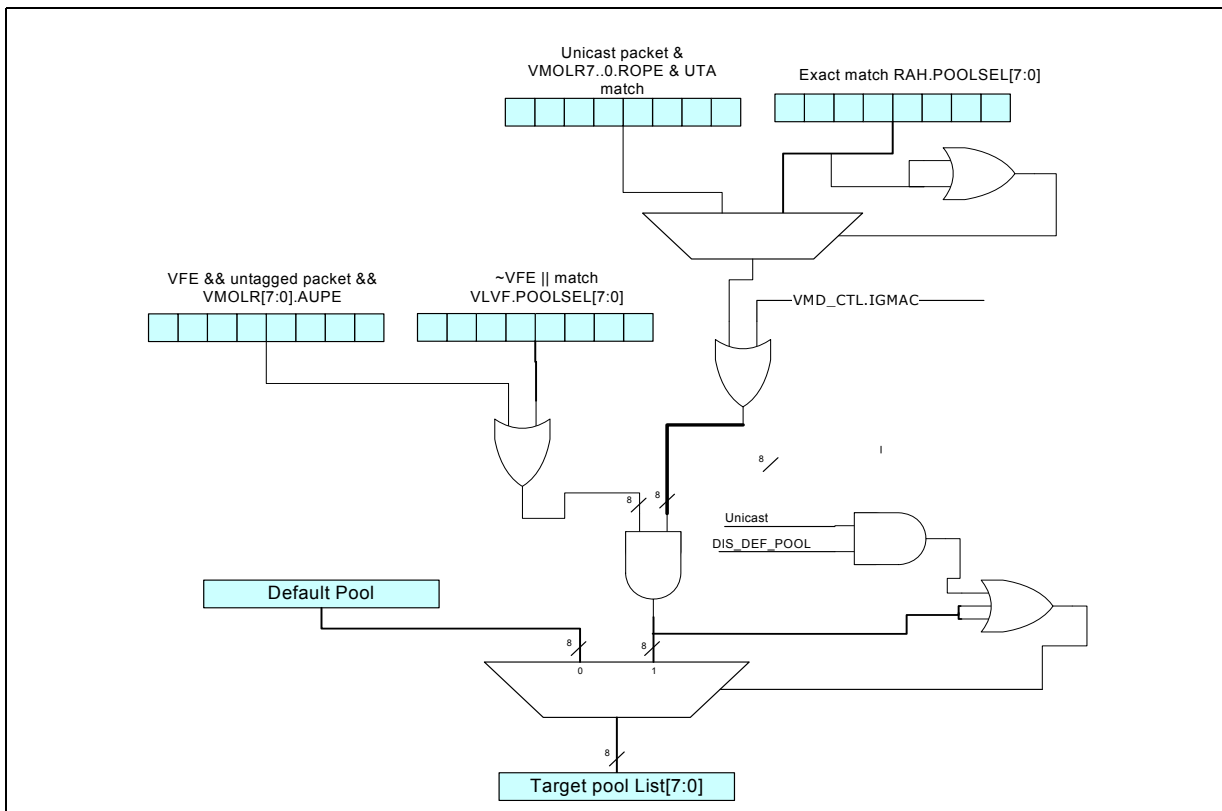 Unicast packet &
VMOLR7..0.ROPE & UTA
match
Exact match RAH.POOLSEL[7:0]
VFE && untagged packet &&
VMOLR[7:0].AUPE
~VFE || match
VLVF.POOLSEL[7:0]
VMD_CTL.IGMAC
8
I
8
8
Unicast
DIS_DEF_POOL
Default Pool
8
8
0
1
8
Target pool List[7:0]